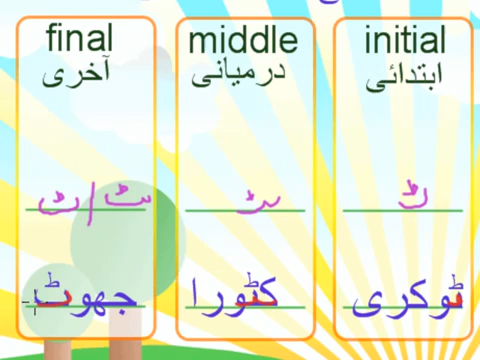 initial
ابتدائی
ٹ
ٹوکری
middle
درمیانی
ٹ
کٹورا
final
آخری
ٹ/ٹ
جھوٹ